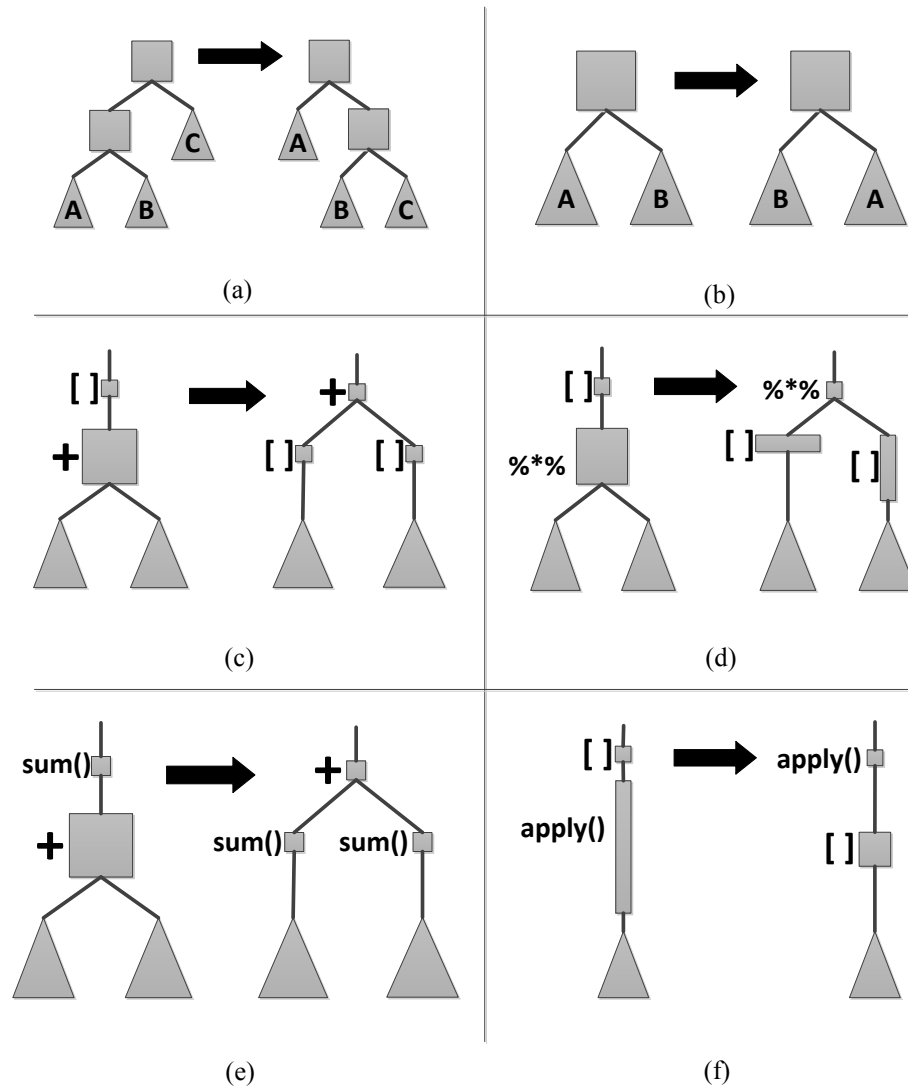 C A
A B B C
(a)
A B B A
(b)
[ ] +
+ [ ] [ ]
(c)
[ ] %*%
%*% [ ] [ ]
(d)
sum() +
+ sum() sum()
(e)
[ ] apply()
apply() [ ]
(f)